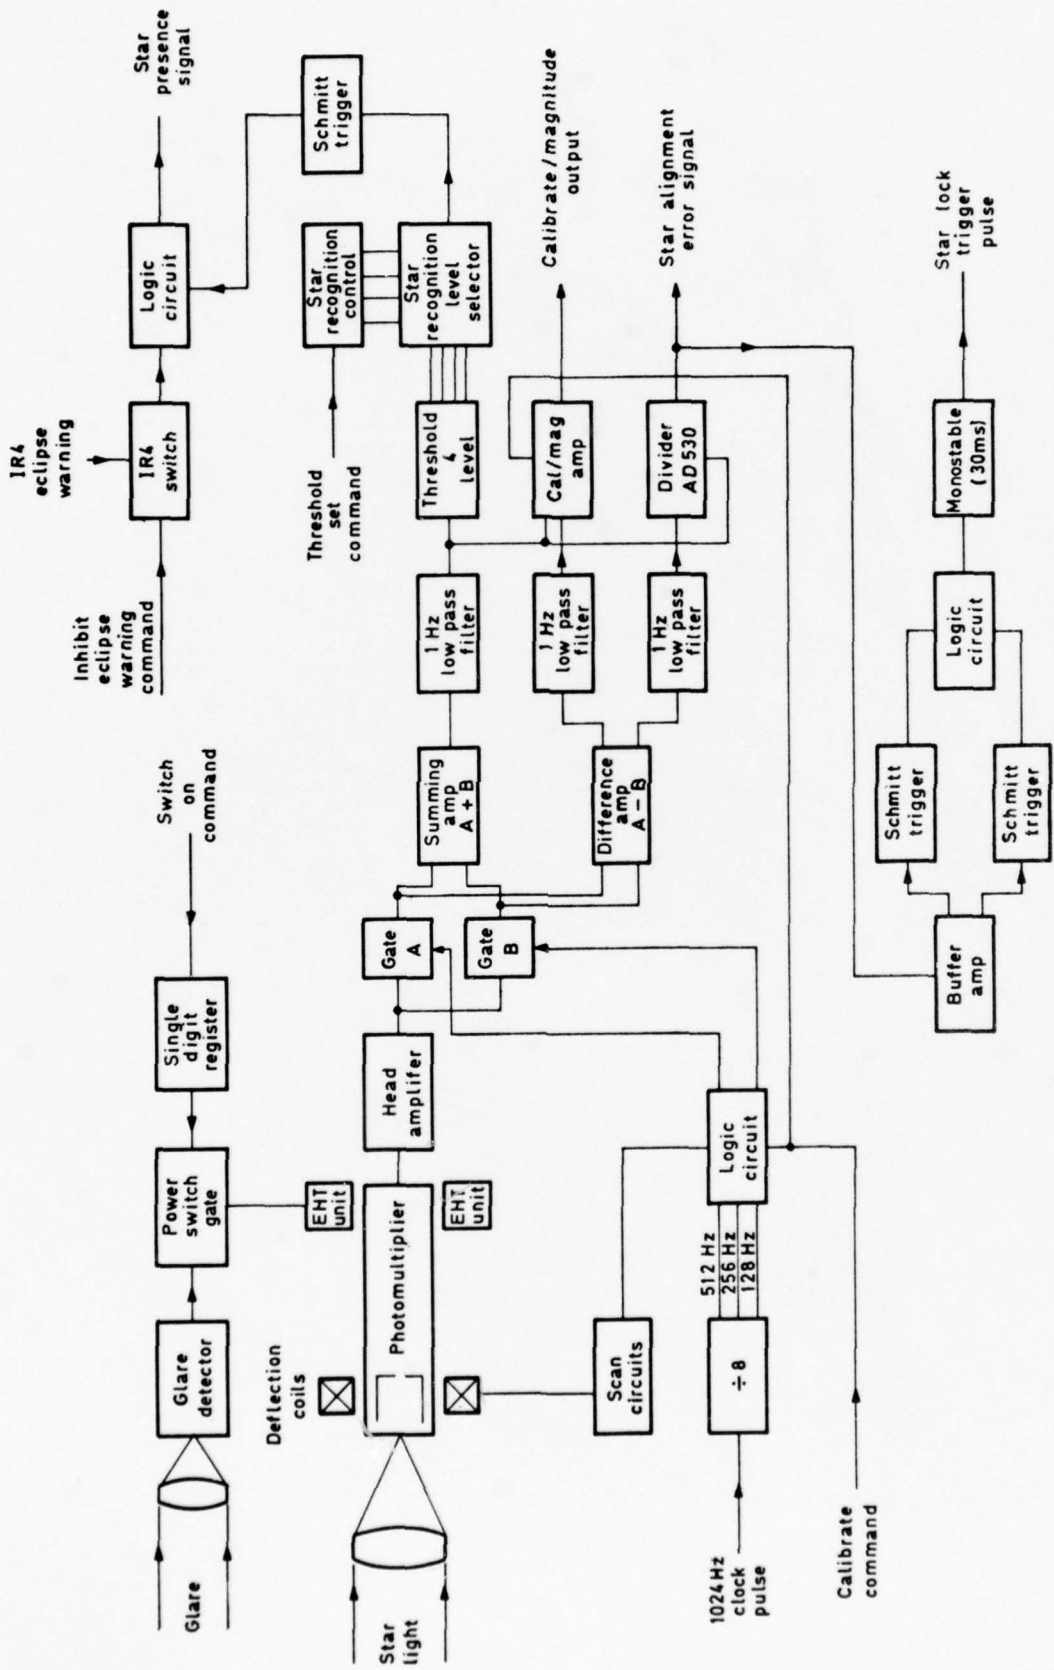 Glare
Glare
detector
Power
switch
gate
Single
digit
register
Switch
on
command
Inhibit
eclipse
warning
command
IR4
eclipse
warning
IR4
switch
Logic
circuit
Star
presence
signal
Star
light
Deflection
coils
Photomultiplier
EHT
unit
EHT
unit
Head
amplifer
Gate
A
Gate
B
Summing
amp
A + B
Difference
amp
A - B
1 Hz
low pass
filter
1 Hz
low pass
filter
1 Hz
low pass
filter
Threshold
set
command
Threshold
4
level
Star
recognition
control
Star
recognition
level
selector
Schmitt
trigger
Cal/mag
amp
Calibrate/magnitude
output
Divider
AD530
Star alignment
error signal
Scan
circuits
1024Hz
clock
pulse
÷8
512 Hz
256 Hz
128 Hz
Logic
circuit
Calibrate
command
Buffer
amp
Schmitt
trigger
Schmitt
trigger
Logic
circuit
Monostable
(30ms)
Star lock
trigger
pulse